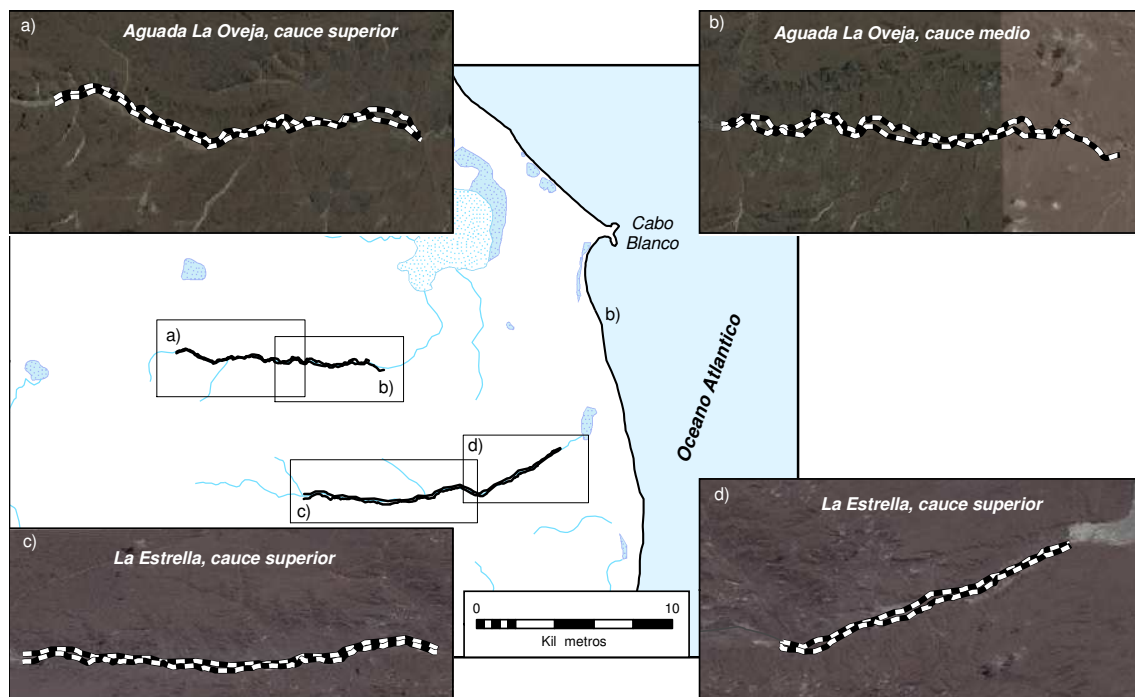 a)
Aguada La Oveja, cauce superior
b)
Aguada La Oveja, cauce medio
Cabo
Blanco
b)
a)
b)
Oceano Atlantico
d)
c)
c)
La Estrella, cauce superior
d)
La Estrella, cauce superior
0 10
Kil metros